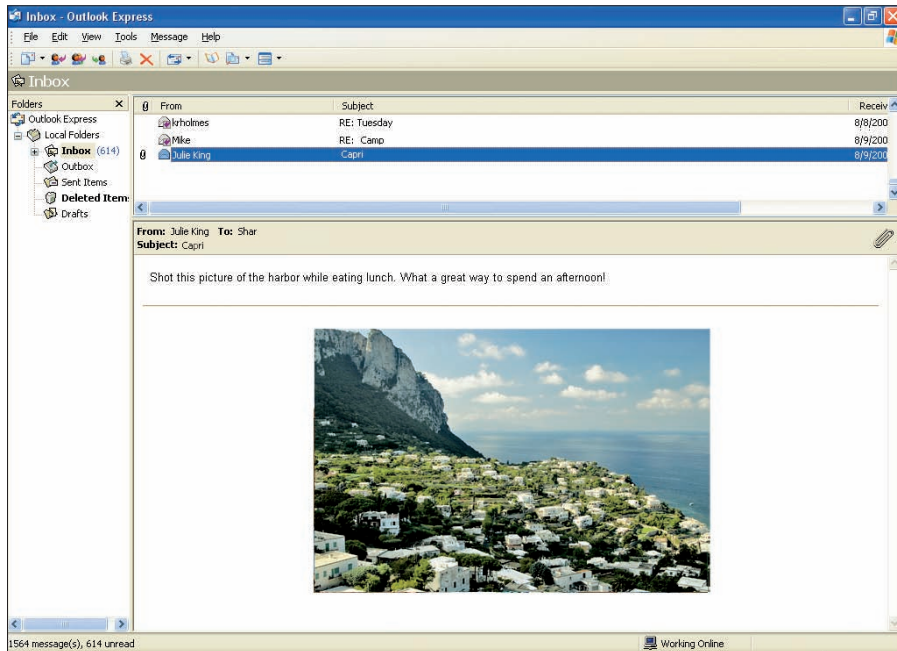 Inbox - Outlook Express
File Edit View Tools Message Help
Inbox
Folders
Outlook Express
Local Folders
Inbox (614)
Outbox
Sent Items
Deleted Item
Drafts
From Subject Receiv
krholmes RE: Tuesday 8/8/200
Mike RE: Camp 8/9/200
Julie King Capri 8/9/200
From: Julie King To: Shar
Subject: Capri
Shot this picture of the harbor while eating lunch. What a great way to spend an afternoon!
1564 message(s), 614 unread Working Online